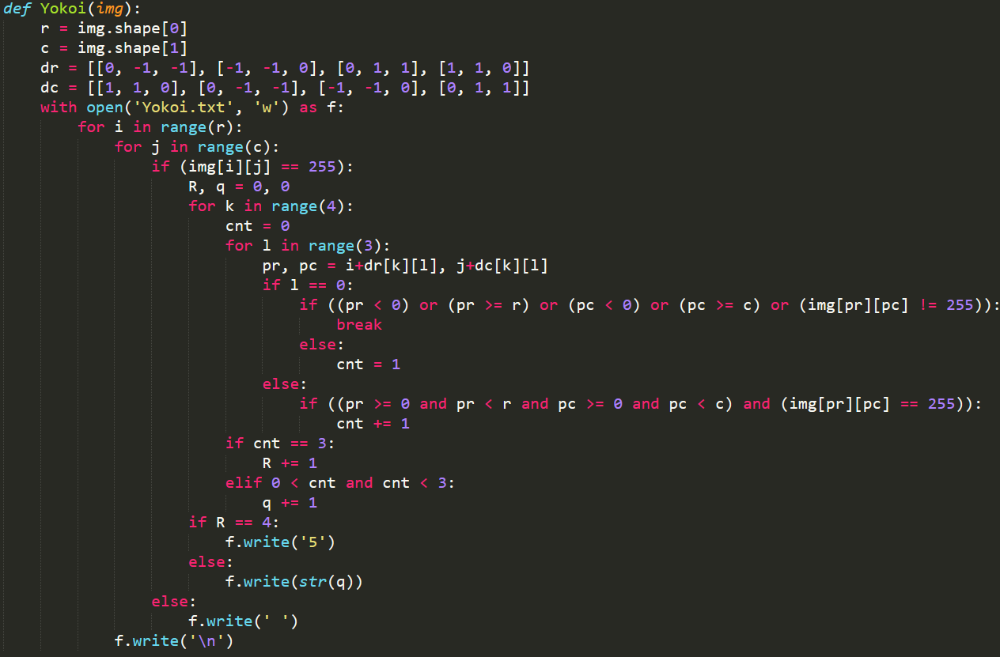 def Yokoi(img):
    r = img.shape[0]
    c = img.shape[1]
    dr = [[0, -1, -1], [-1, -1, 0], [0, 1, 1], [1, 1, 0]]
    dc = [[1, 1, 0], [0, -1, -1], [-1, -1, 0], [0, 1, 1]]
    with open('Yokoi.txt', 'w') as f:
        for i in range(r):
            for j in range(c):
                if (img[i][j] == 255):
                    R, q = 0, 0
                    for k in range(4):
                        cnt = 0
                        for l in range(3):
                            pr, pc = i+dr[k][l], j+dc[k][l]
                            if l == 0:
                                if ((pr < 0) or (pr >= r) or (pc < 0) or (pc >= c) or (img[pr][pc] != 255)):
                                    break
                                else:
                                    cnt = 1
                            else:
                                if ((pr >= 0 and pr < r and pc >= 0 and pc < c) and (img[pr][pc] == 255)):
                                    cnt += 1
                        if cnt == 3:
                            R += 1
                        elif 0 < cnt and cnt < 3:
                            q += 1
                    if R == 4:
                        f.write('5')
                    else:
                        f.write(str(q))
                else:
                    f.write(' ')
            f.write('\n')